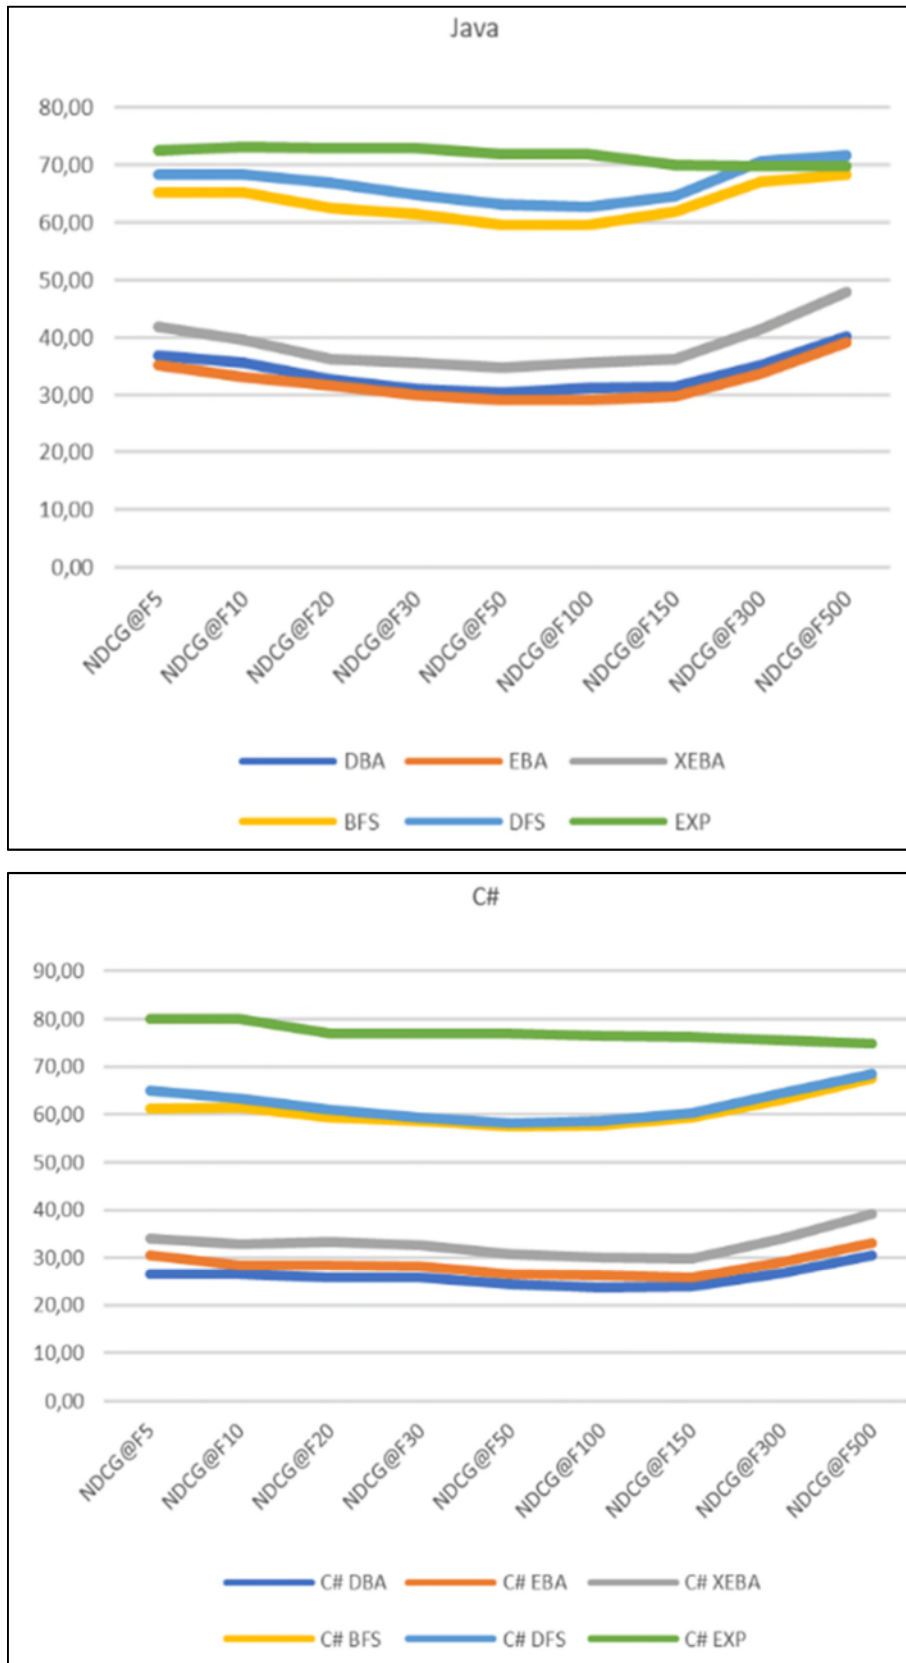 Java
80,00
70,00
60,00
50,00
40,00
30,00
20,00
10,00
0,00
NDCG@F5
NDCG@F10
NDCG@F20
NDCG@F30
NDCG@F50
NDCG@F100
NDCG@F150
NDCG@F300
NDCG@F500
DBA EBA XEBA
BFS DFS EXP
C#
90,00
80,00
70,00
60,00
50,00
40,00
30,00
20,00
10,00
0,00
NDCG@F5
NDCG@F10
NDCG@F20
NDCG@F30
NDCG@F50
NDCG@F100
NDCG@F150
NDCG@F300
NDCG@F500
C# DBA C# EBA C# XEBA
C# BFS C# DFS C# EXP